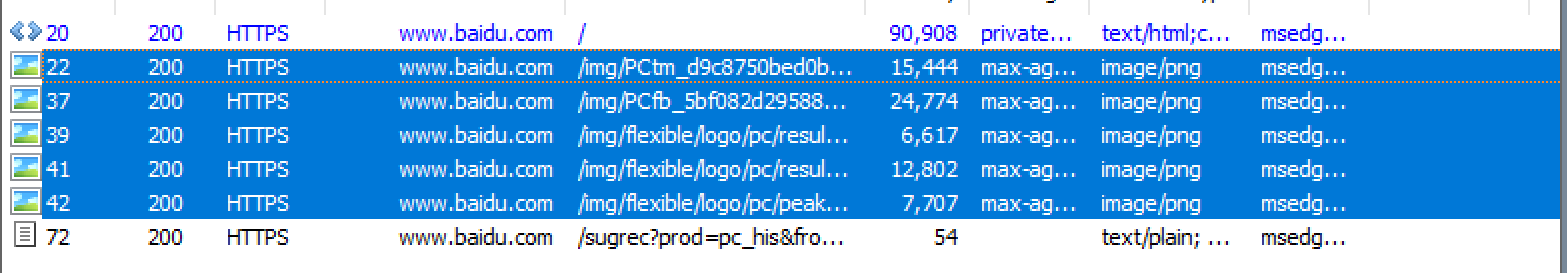 20 200 HTTPS www.baidu.com / 90,908 private... text/html;c... msedg...
22 200 HTTPS www.baidu.com /img/PCtm_d9c8750bed0b... 15,444 max-ag... image/png msedg...
37 200 HTTPS www.baidu.com /img/PCfb_5bf082d29588... 24,774 max-ag... image/png msedg...
39 200 HTTPS www.baidu.com /img/flexible/logo/pc/resul... 6,617 max-ag... image/png msedg...
41 200 HTTPS www.baidu.com /img/flexible/logo/pc/resul... 12,802 max-ag... image/png msedg...
42 200 HTTPS www.baidu.com /img/flexible/logo/pc/peak... 7,707 max-ag... image/png msedg...
72 200 HTTPS www.baidu.com /sugrec?prod=pc_his&fro... 54 text/plain; ... msedg...